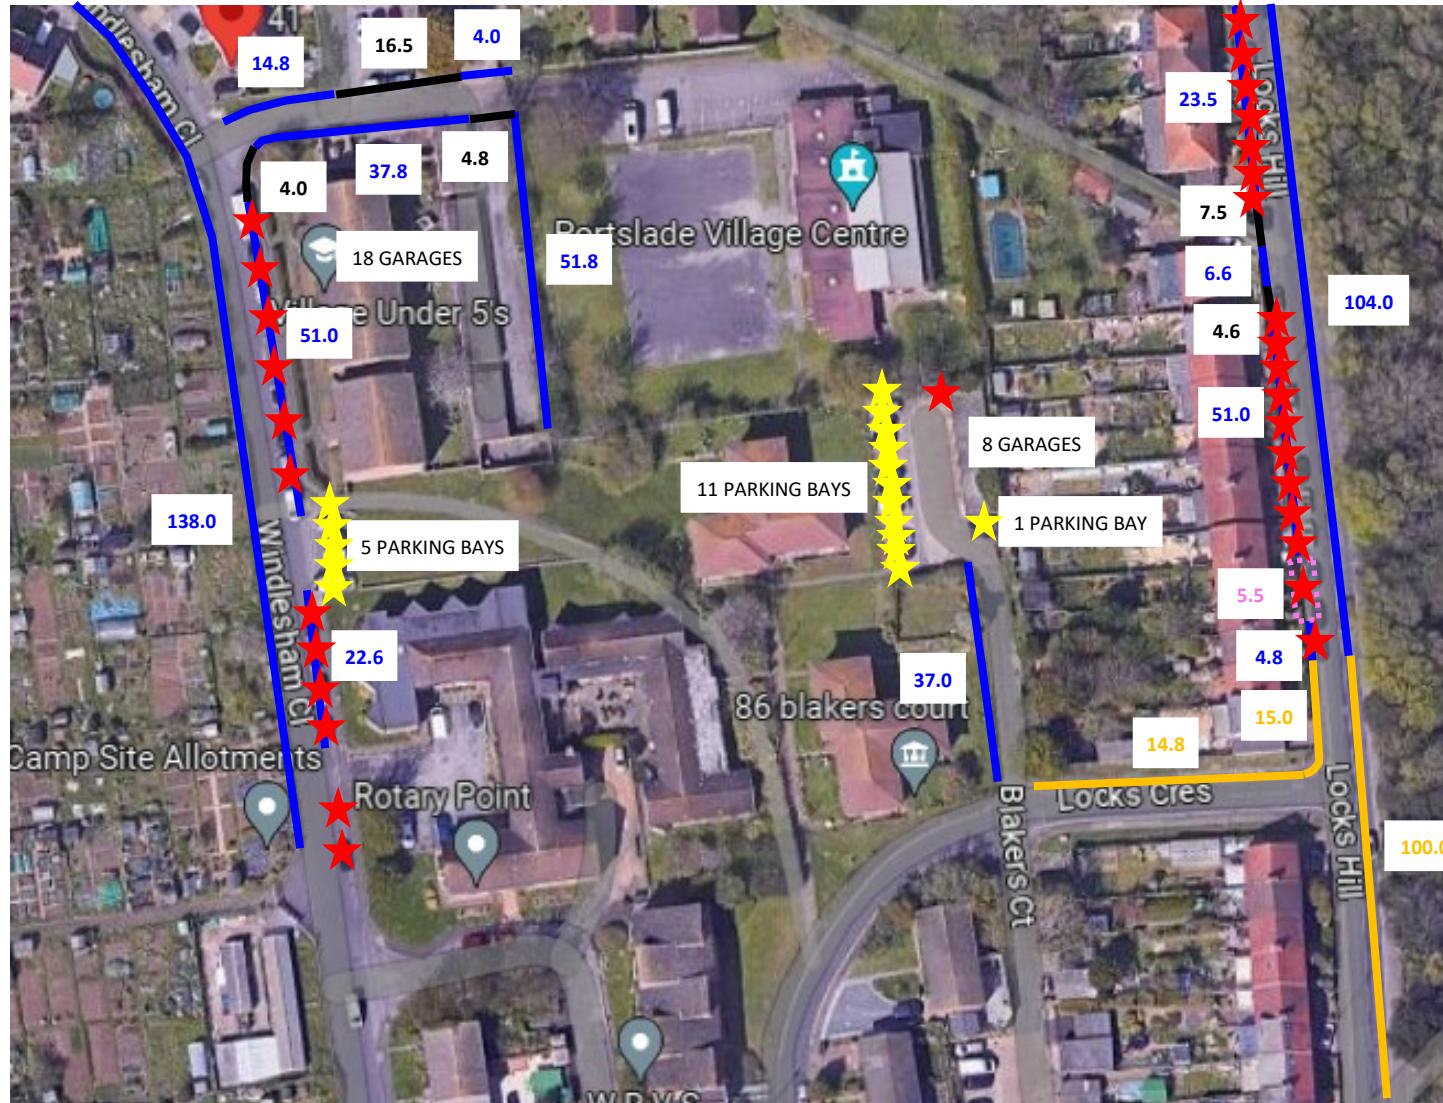 41
ndlesham Cl
14.8
16.5
4.0
4.0
37.8
4.8
18 GARAGES
Village Under 5's
51.0
51.8
Portslade Village Centre
23.5
Locks Hill
7.5
6.6
4.6
104.0
51.0
8 GARAGES
11 PARKING BAYS
1 PARKING BAY
138.0
5 PARKING BAYS
Windlesham Cl
22.6
5.5
4.8
37.0
86 blakers court
15.0
14.8
Camp Site Allotments
Rotary Point
Blakers Ct
Locks Cres
Locks Hill
100.0
W.R.V.S